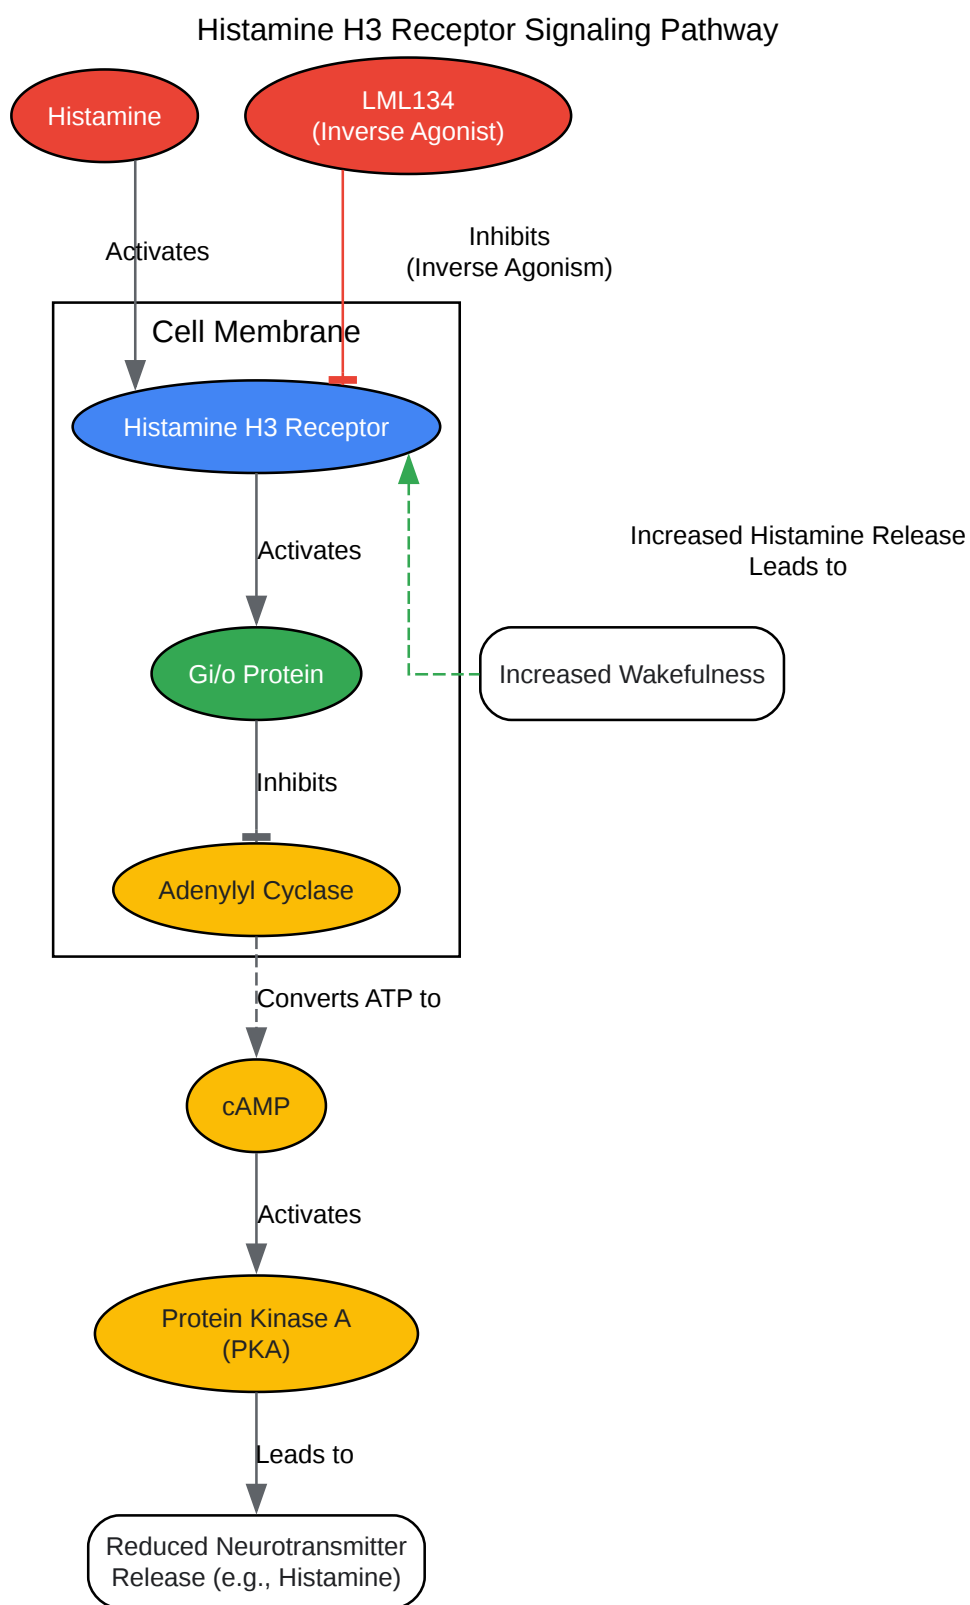 Histamine H3 Receptor Signaling Pathway
Histamine
LML134
(Inverse Agonist)
Activates
Inhibits
(Inverse Agonism)
Cell Membrane
Histamine H3 Receptor
Activates
Increased Histamine Release
Leads to
Gi/o Protein
Increased Wakefulness
Inhibits
Adenylyl Cyclase
Converts ATP to
cAMP
Activates
Protein Kinase A
(PKA)
Leads to
Reduced Neurotransmitter
Release (e.g., Histamine)